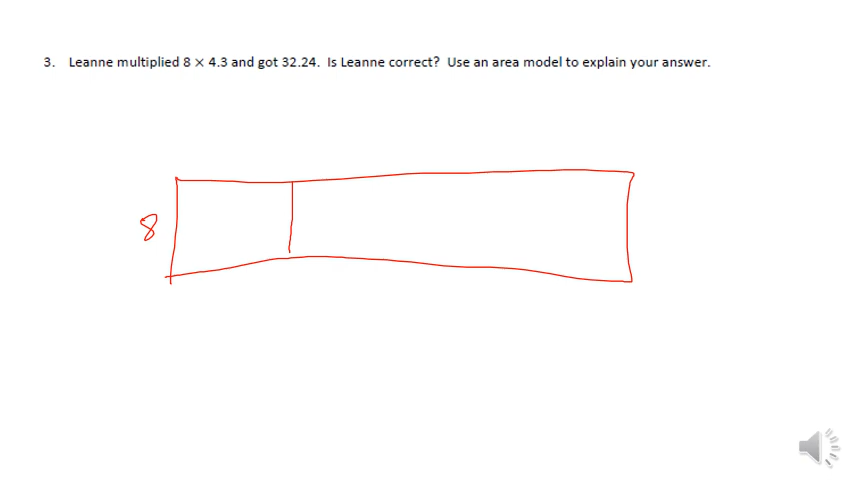 3. Leanne multiplied 8 × 4.3 and got 32.24. Is Leanne correct? Use an area model to explain your answer.
8